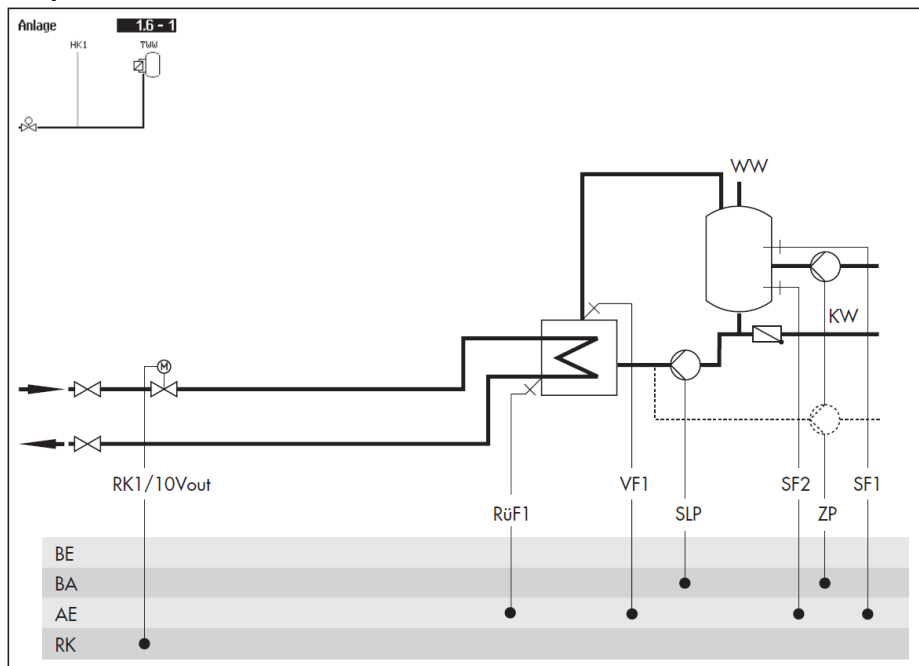 Anlage 1.6 - 1
HK1 TWW
WW
KW
M
RK1/10Vout VF1 SF2 SF1
RüF1 SLP ZP
BE
BA
AE
RK